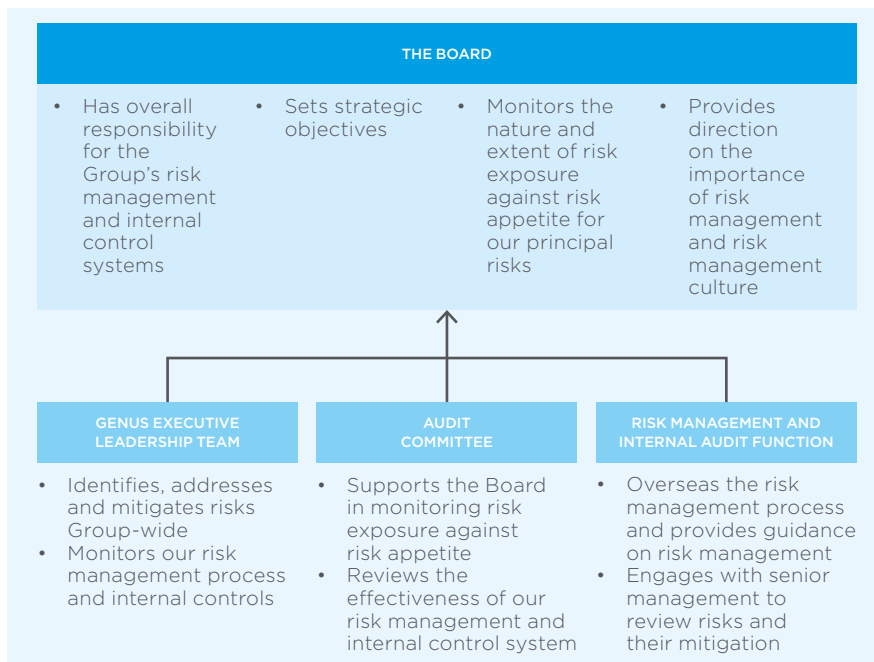 THE BOARD
• Has overall
responsibility
for the
Group's risk
management
and internal
control
systems
• Sets strategic
objectives
• Monitors the
nature and
extent of risk
exposure
against risk
appetite for
our principal
risks
• Provides
direction
on the
importance
of risk
management
and risk
management
culture
GENUS EXECUTIVE
LEADERSHIP TEAM
• Identifies, addresses
and mitigates risks
Group-wide
• Monitors our risk
management process
and internal controls
AUDIT
COMMITTEE
• Supports the Board
in monitoring risk
exposure against
risk appetite
• Reviews the
effectiveness of our
risk management and
internal control system
RISK MANAGEMENT AND
INTERNAL AUDIT FUNCTION
• Overseas the risk
management process
and provides guidance
on risk management
• Engages with senior
management to
review risks and
their mitigation